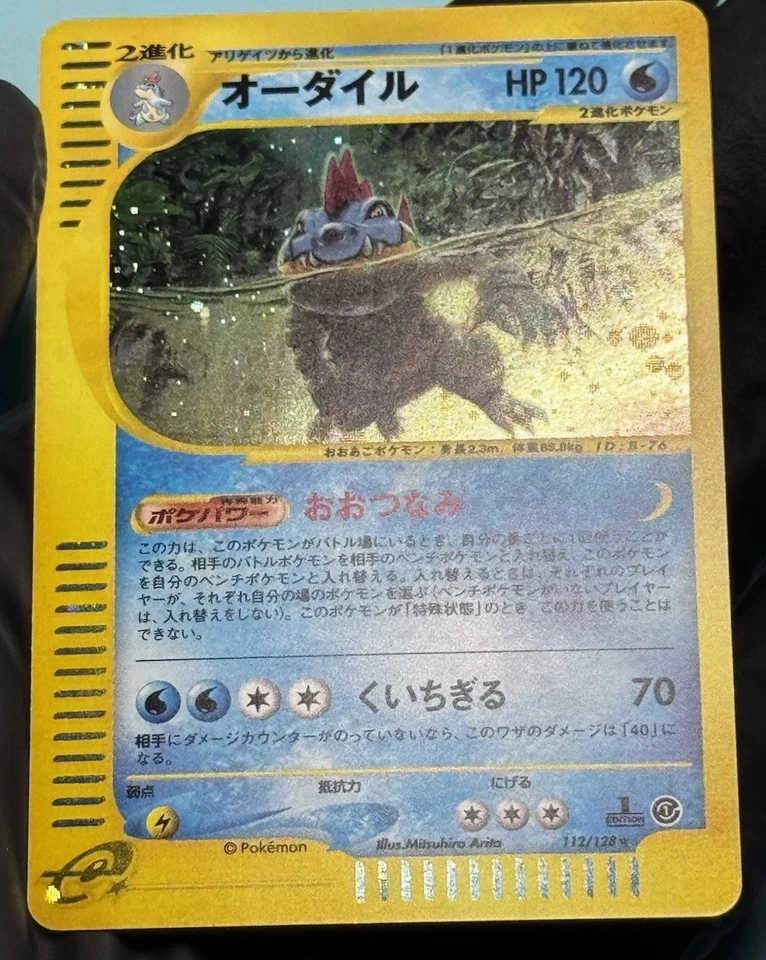 2進化 アリゲイツから進化 「1進化ポケモン」の上に重ねて進化させます。
オーダイル HP 120
2進化ポケモン
おおあごポケモン：身長2.3m 体重88.8kg ID：B-76
ポケパワー 特殊能力 おおつなみ
この力は、このポケモンがバトル場にいるとき、自分の番ごとに1回使うことが
できる。相手のバトルポケモンを相手のベンチポケモンと入れ替え、このポケモン
を自分のベンチポケモンと入れ替える。入れ替えるときは、それぞれのプレイ
ヤーが、それぞれ自分の場のポケモンを選ぶ（ベンチポケモンがいないプレイヤー
は、入れ替えをしない）。このポケモンが「特殊状態」のとき、この力を使うことは
できない。
くいちぎる 70
相手にダメージカウンターがのっていないなら、このワザのダメージは「40」に
なる。
弱点 抵抗力 にげる
1 EDITION
©Pokémon Illus.Mitsuhiro Arita 112/128★
e